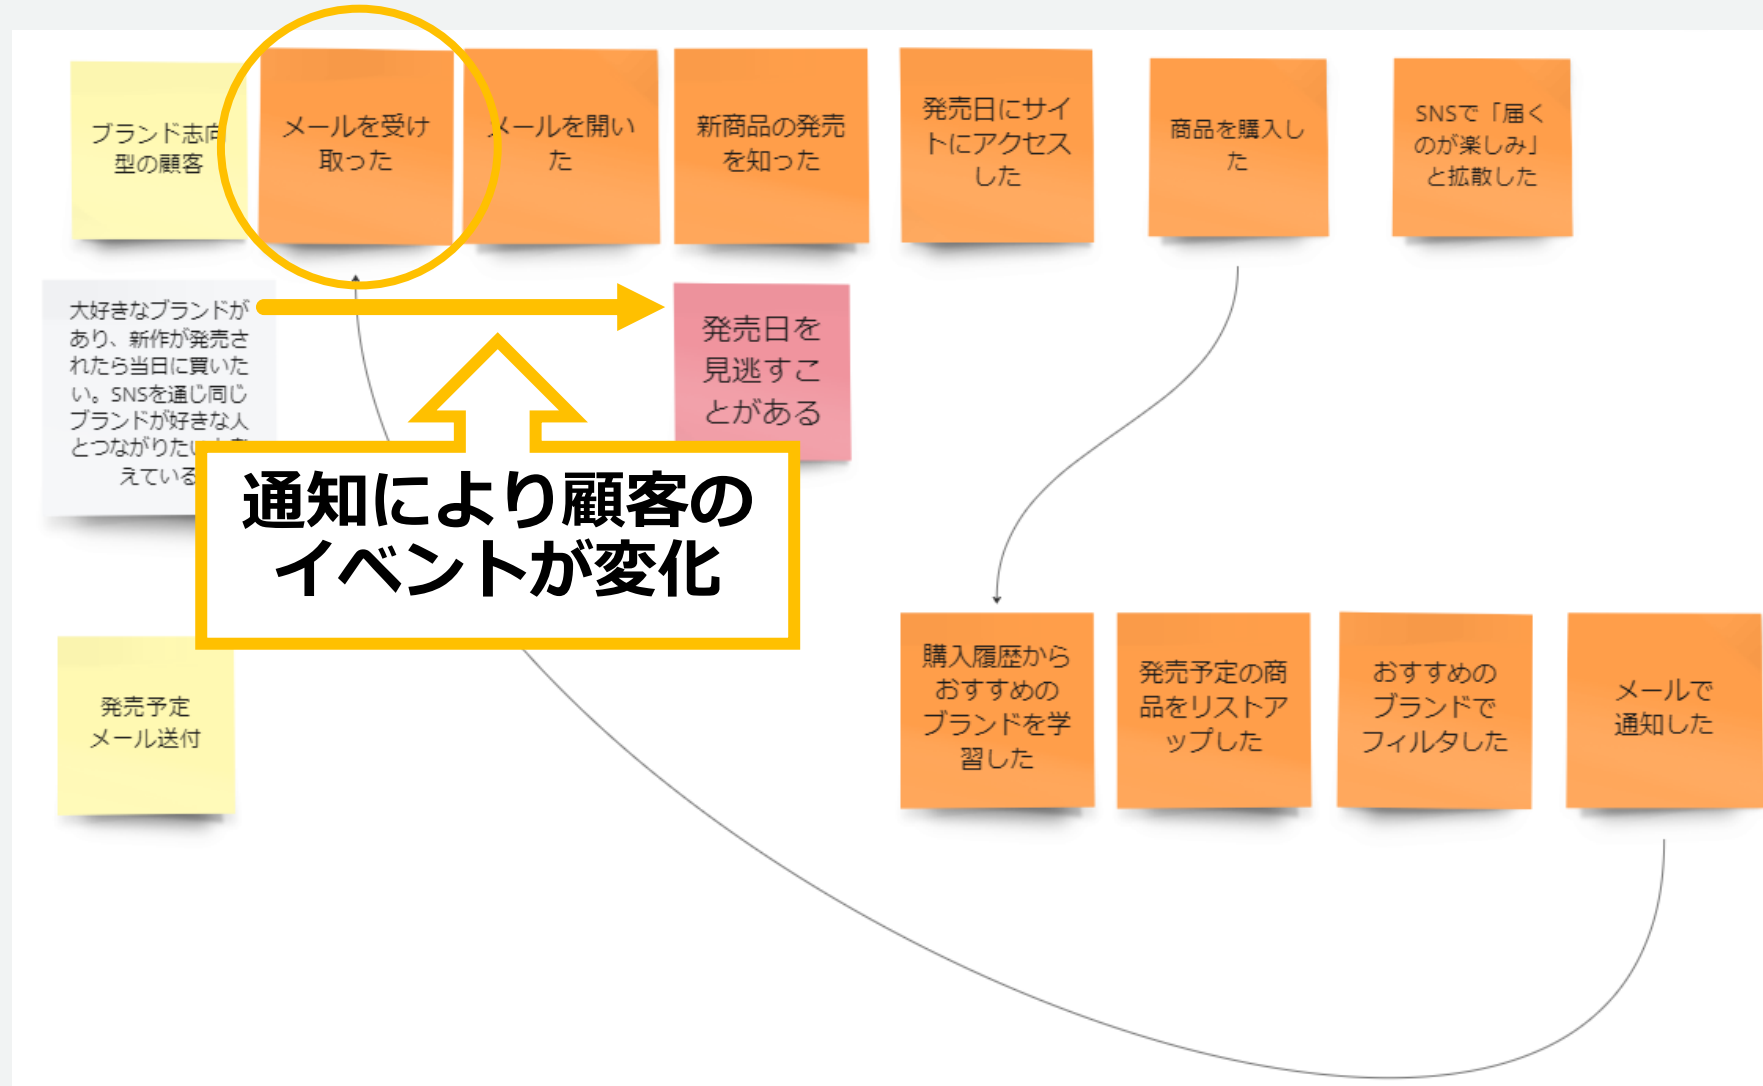 ブランド志向
型の顧客
メールを受け
取った
メールを開い
た
新商品の発売
を知った
発売日にサイ
トにアクセス
した
商品を購入し
た
SNSで「届く
のが楽しみ」
と拡散した
大好きなブランドが
あり、新作が発売さ
れたら当日に買いた
い。SNSを通じ同じ
ブランドが好きな人
とつながりたい
えている
発売日を
見逃すこ
とがある
通知により顧客の
イベントが変化
発売予定
メール送付
購入履歴から
おすすめの
ブランドを学
習した
発売予定の商
品をリストア
ップした
おすすめの
ブランドで
フィルタした
メールで
通知した